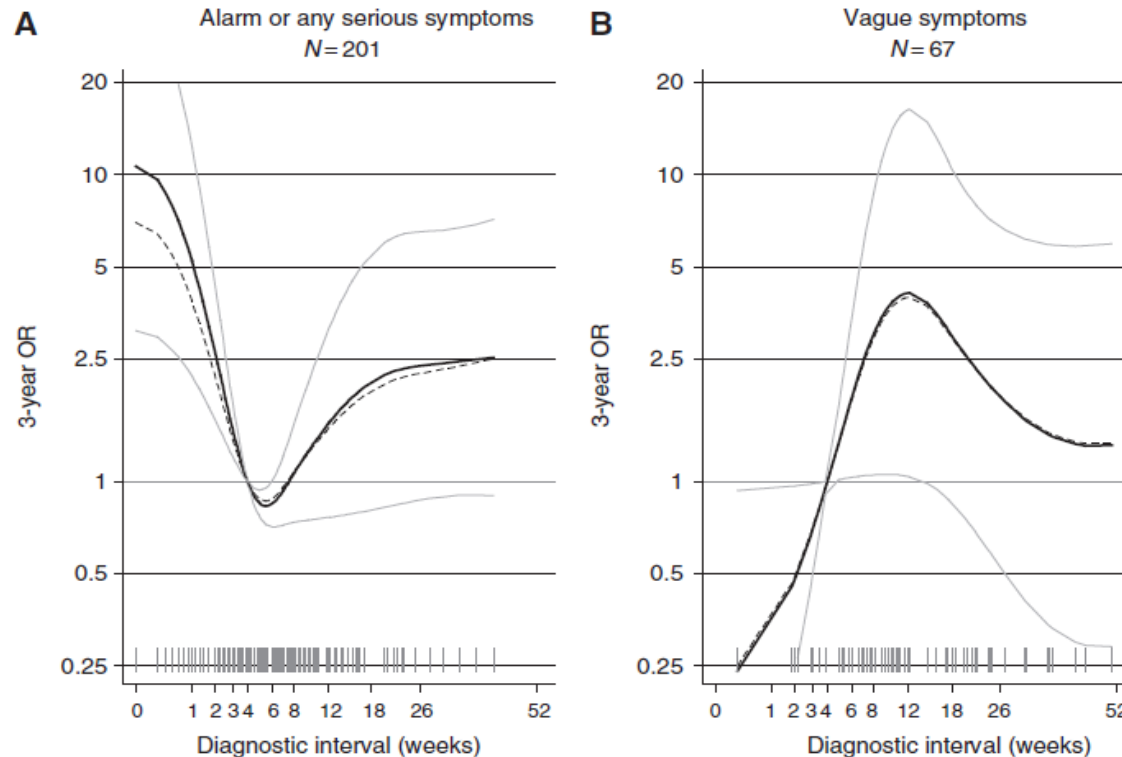 A
Alarm or any serious symptoms
N=201
20
10
5
2.5
1
0.5
0.25
3-year OR
0 1 2 3 4 6 8 12 18 26 52
Diagnostic interval (weeks)
B
Vague symptoms
N=67
20
10
5
2.5
1
0.5
0.25
3-year OR
0 1 2 3 4 6 8 12 18 26 52
Diagnostic interval (weeks)